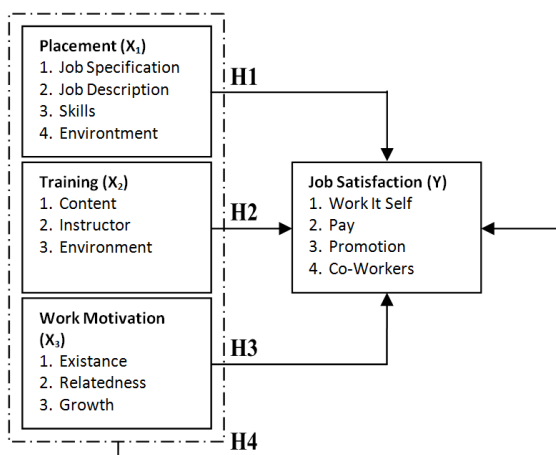 Placement (X₁)
1. Job Specification
2. Job Description
3. Skills
4. Environtment
H1
Training (X₂)
1. Content
2. Instructor
3. Environment
H2
Job Satisfaction (Y)
1. Work It Self
2. Pay
3. Promotion
4. Co-Workers
Work Motivation
(X₃)
1. Existance
2. Relatedness
3. Growth
H3
H4